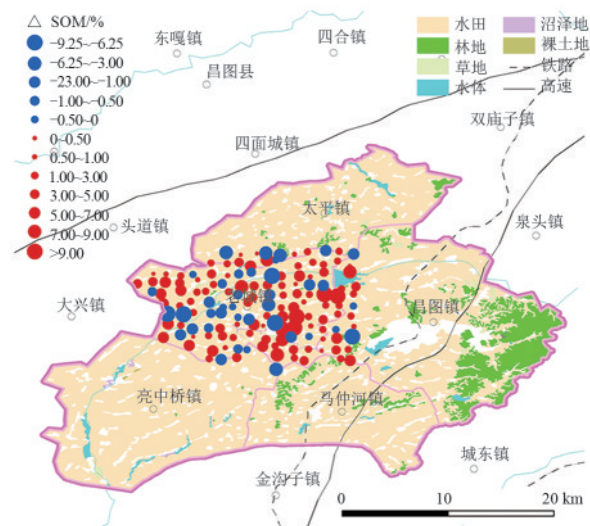 △ SOM/%
-9.25~-6.25
-6.25~-3.00
-23.00~-1.00
-1.00~-0.50
-0.50~0
0~0.50
0.50~1.00
1.00~3.00
3.00~5.00
5.00~7.00
7.00~9.00
>9.00
水田 沼泽地
林地 裸土地
草地 铁路
水体 高速
东嘎镇
四合镇
昌图县
双庙子镇
四面城镇
太平镇
头道镇
泉头镇
大兴镇
昌图镇
亮中桥镇
马仲河镇
城东镇
金沟子镇
0 10 20 km